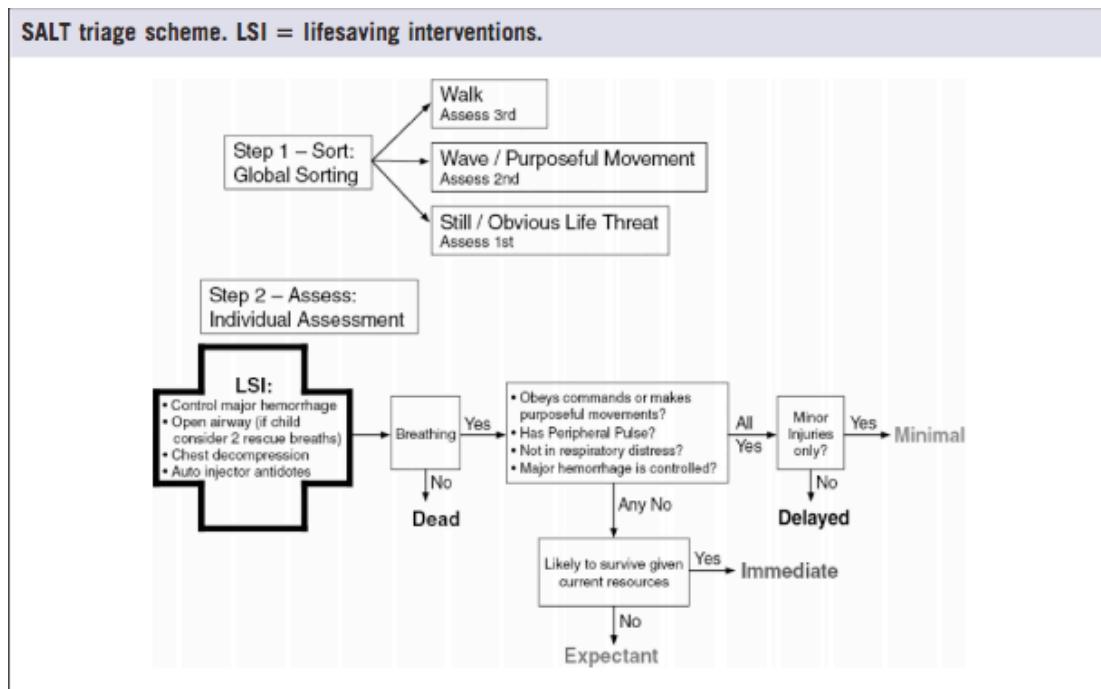 SALT triage scheme. LSI = lifesaving interventions.
Walk
Assess 3rd
Step 1 – Sort:
Global Sorting
Wave / Purposeful Movement
Assess 2nd
Still / Obvious Life Threat
Assess 1st
Step 2 – Assess:
Individual Assessment
LSI:
• Control major hemorrhage
• Open airway (if child
consider 2 rescue breaths)
• Chest decompression
• Auto injector antidotes
Breathing
Yes
No
Dead
• Obeys commands or makes
purposeful movements?
• Has Peripheral Pulse?
• Not in respiratory distress?
• Major hemorrhage is controlled?
All
Yes
Minor
Injuries
only?
Yes
Minimal
No
Delayed
Any No
Likely to survive given
current resources
Yes
Immediate
No
Expectant